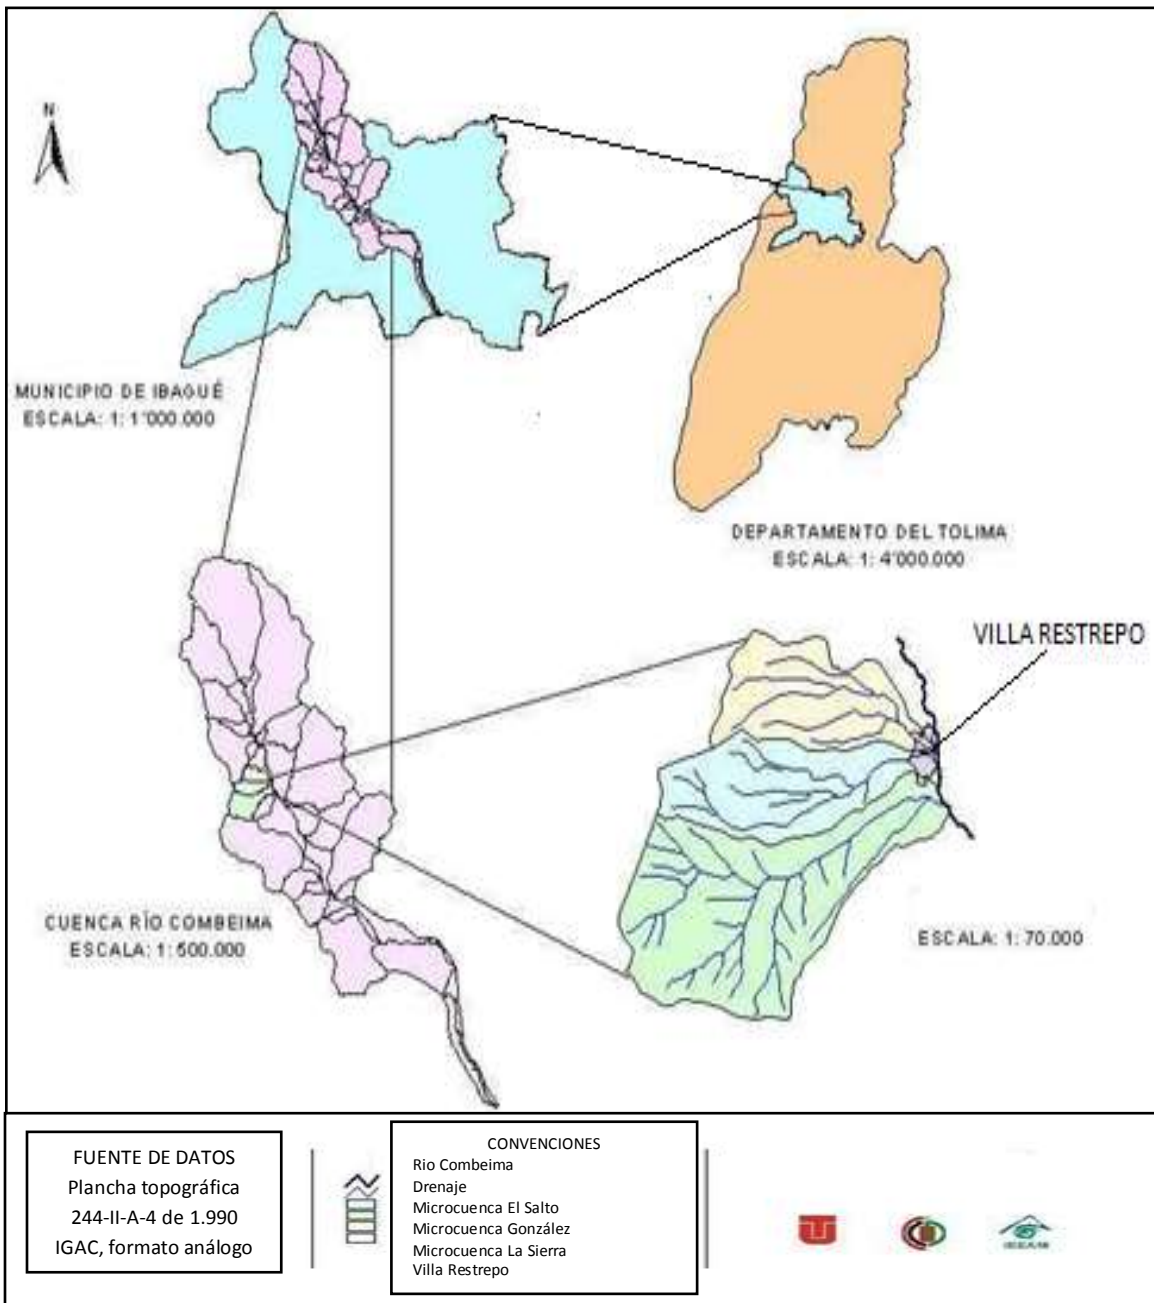 N
MUNICIPIO DE IBAGUÉ
ESCALA: 1: 1'000.000
DEPARTAMENTO DEL TOLIMA
ESCALA: 1: 4'000.000
VILLA RESTREPO
CUENCA RÍO COMBEIMA
ESCALA: 1: 500.000
ESCALA: 1: 70.000
FUENTE DE DATOS
Plancha topográfica
244-II-A-4 de 1.990
IGAC, formato análogo
CONVENCIONES
Rio Combeima
Drenaje
Microcuenca El Salto
Microcuenca González
Microcuenca La Sierra
Villa Restrepo